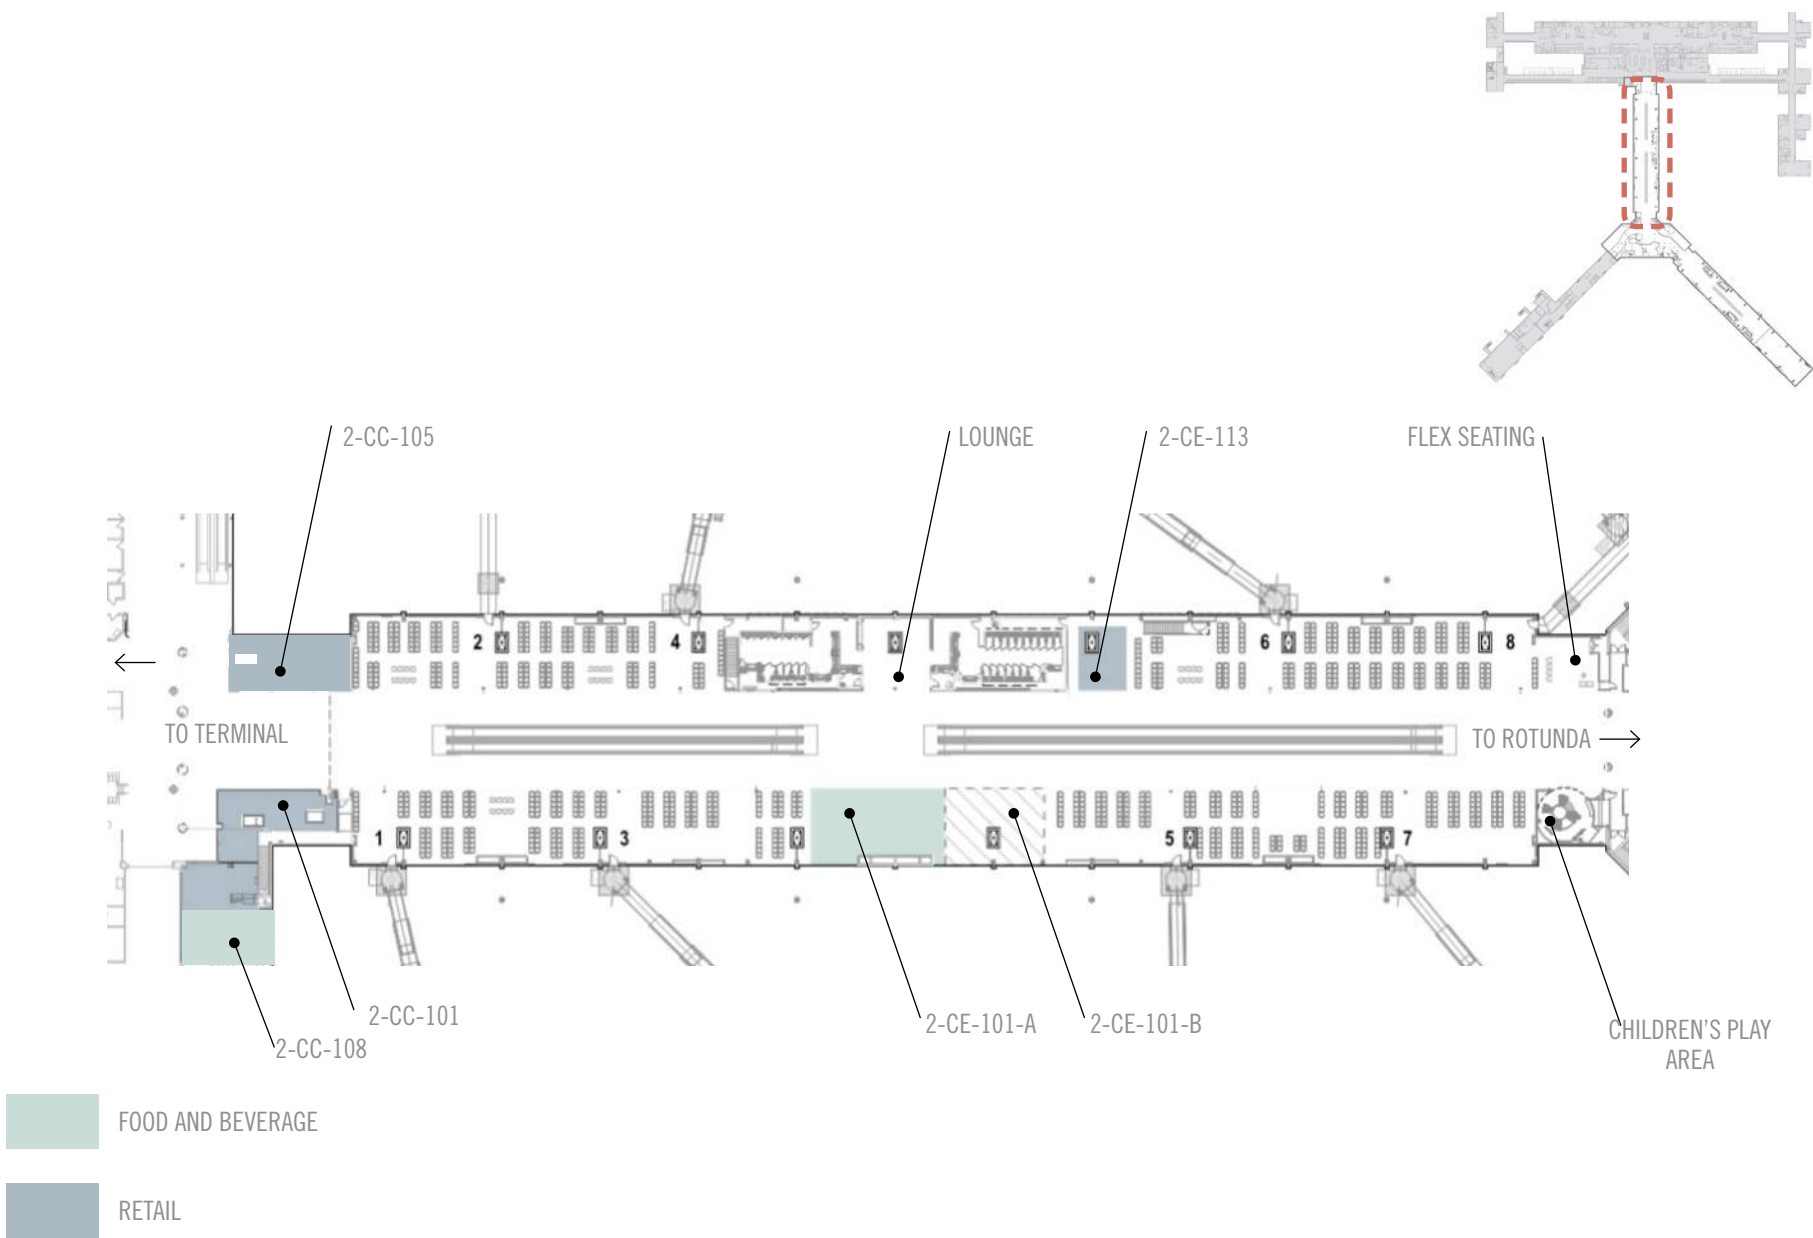 2-CC-105
LOUNGE
2-CE-113
FLEX SEATING
2
4
6
8
TO TERMINAL
TO ROTUNDA
1
3
5
7
2-CC-101
2-CC-108
2-CE-101-A
2-CE-101-B
CHILDREN'S PLAY
AREA
FOOD AND BEVERAGE
RETAIL